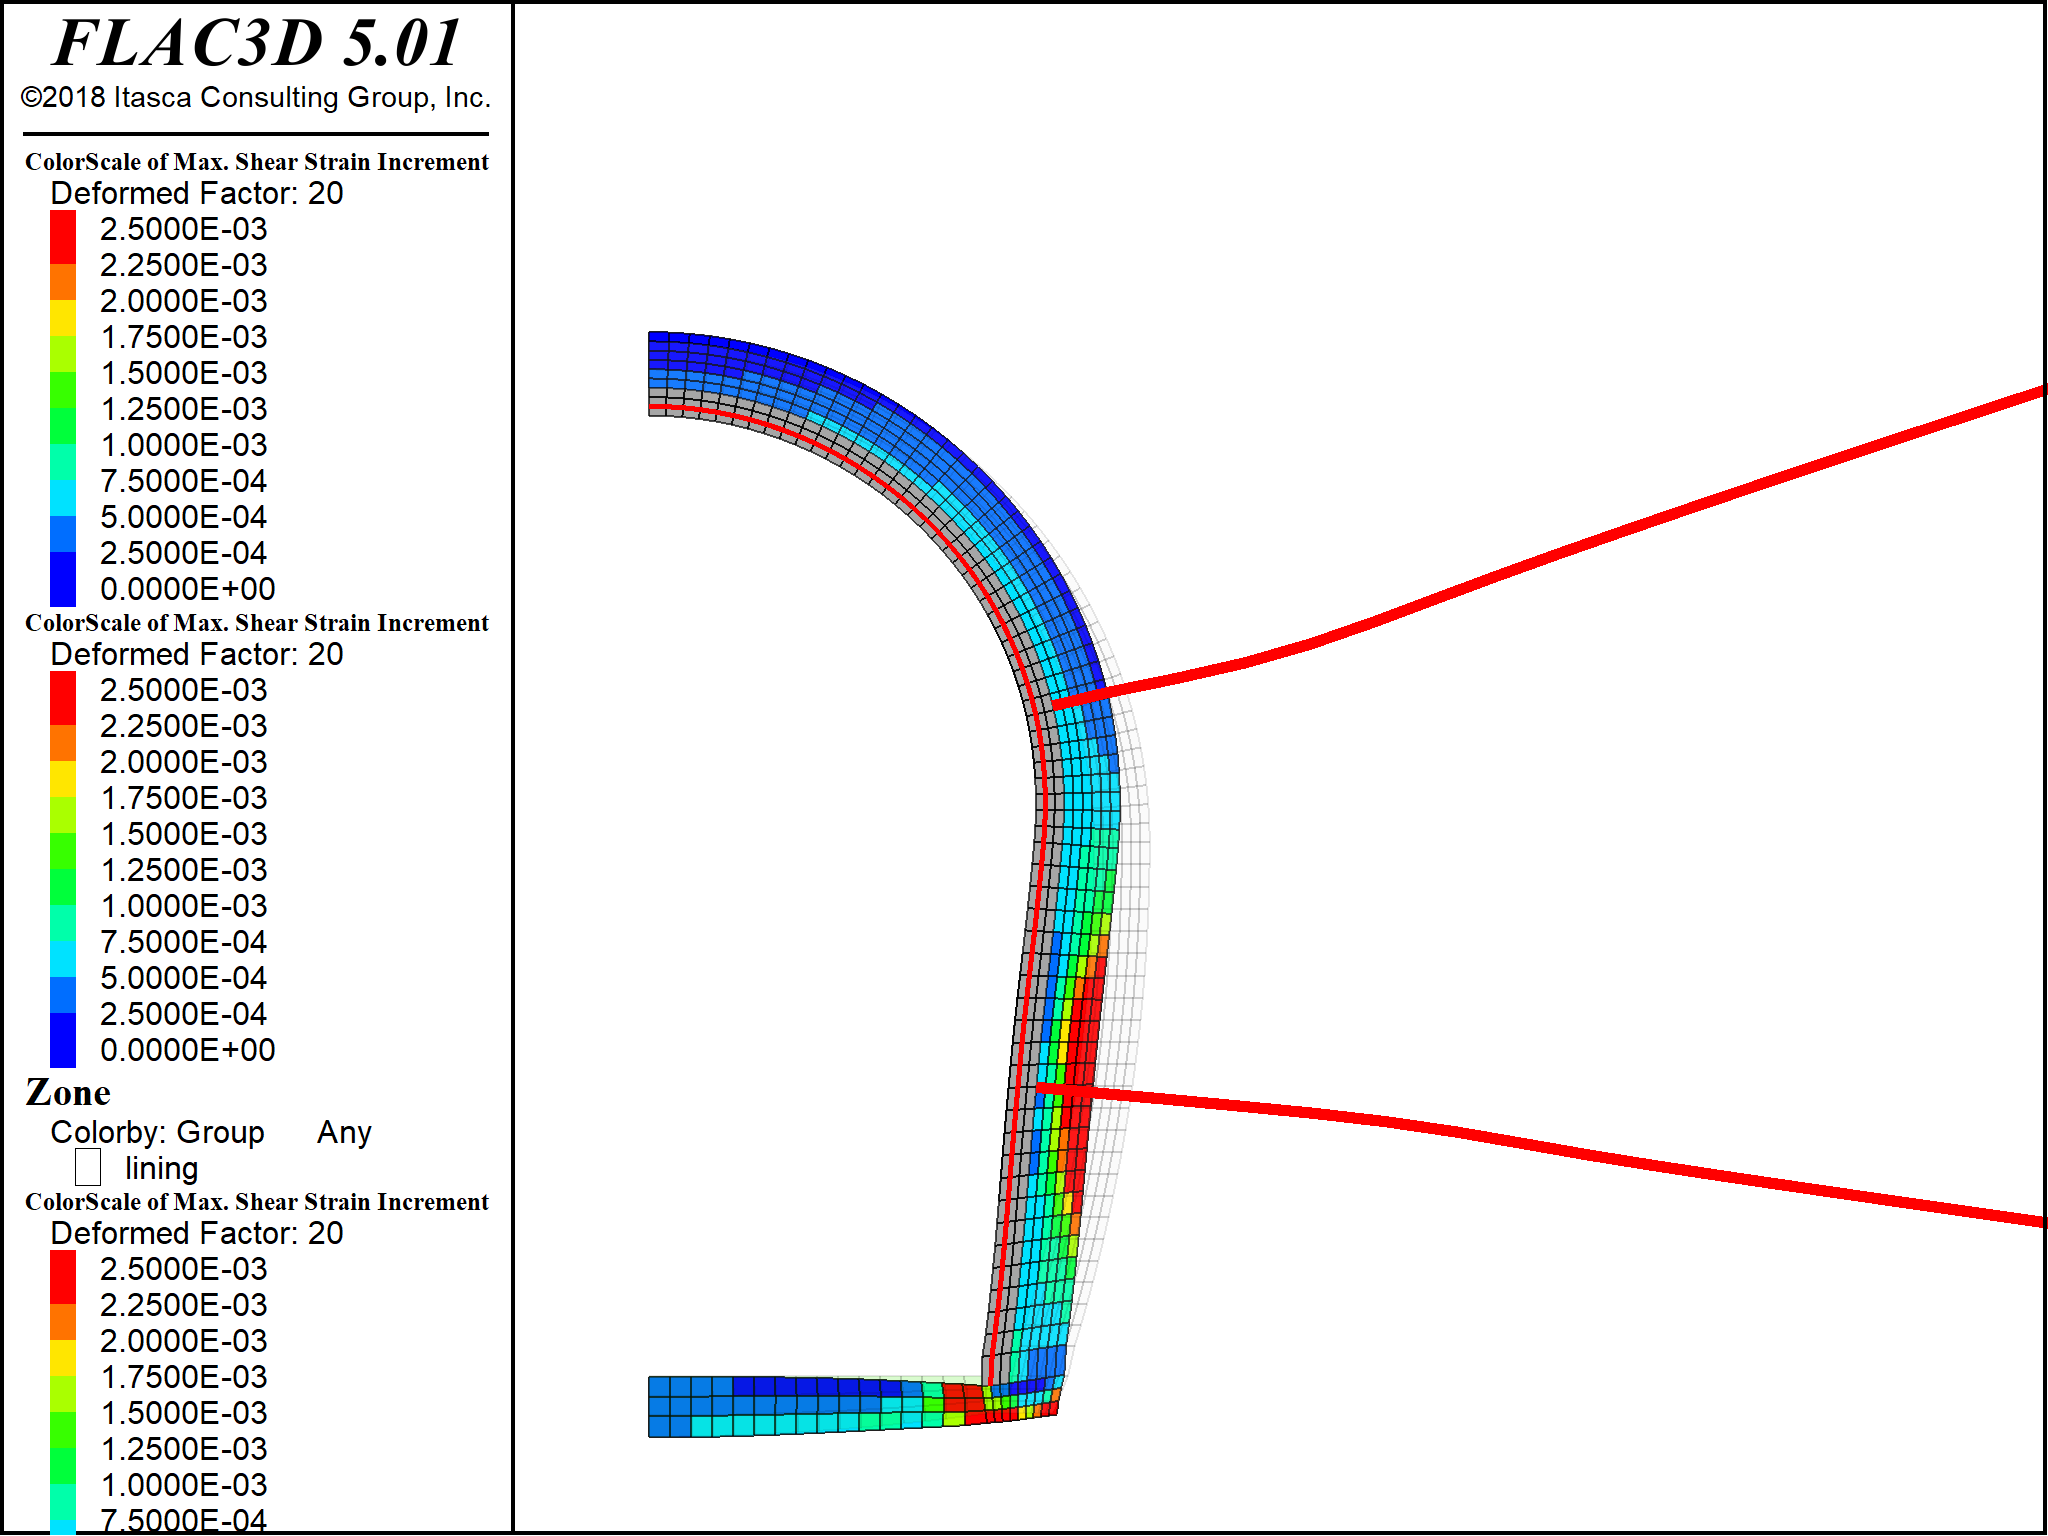 FLAC3D 5.01
©2018 Itasca Consulting Group, Inc.
ColorScale of Max. Shear Strain Increment
Deformed Factor: 20
2.5000E-03
2.2500E-03
2.0000E-03
1.7500E-03
1.5000E-03
1.2500E-03
1.0000E-03
7.5000E-04
5.0000E-04
2.5000E-04
0.0000E+00
ColorScale of Max. Shear Strain Increment
Deformed Factor: 20
2.5000E-03
2.2500E-03
2.0000E-03
1.7500E-03
1.5000E-03
1.2500E-03
1.0000E-03
7.5000E-04
5.0000E-04
2.5000E-04
0.0000E+00
Zone
Colorby: Group Any
lining
ColorScale of Max. Shear Strain Increment
Deformed Factor: 20
2.5000E-03
2.2500E-03
2.0000E-03
1.7500E-03
1.5000E-03
1.2500E-03
1.0000E-03
7.5000E-04